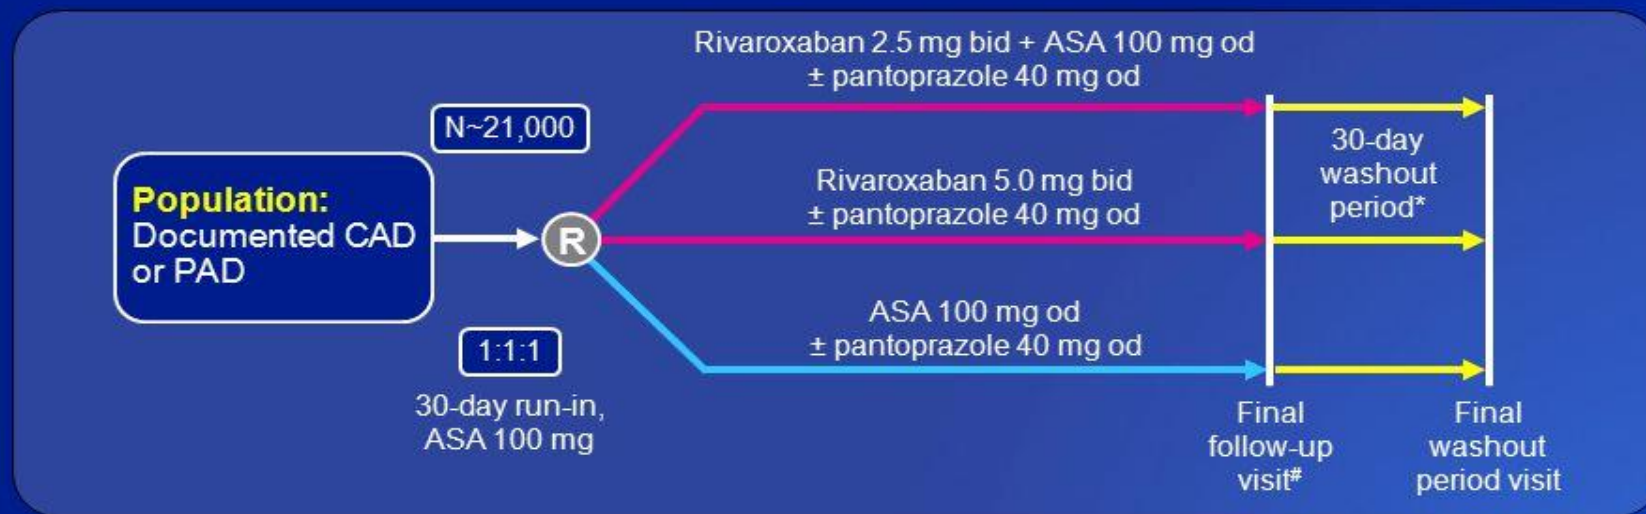 Rivaroxaban 2.5 mg bid + ASA 100 mg od
± pantoprazole 40 mg od
N~21,000
30-day
washout
period*
Population:
Documented CAD
or PAD
R
Rivaroxaban 5.0 mg bid
± pantoprazole 40 mg od
ASA 100 mg od
± pantoprazole 40 mg od
1:1:1
30-day run-in,
ASA 100 mg
Final
follow-up
visit#
Final
washout
period visit